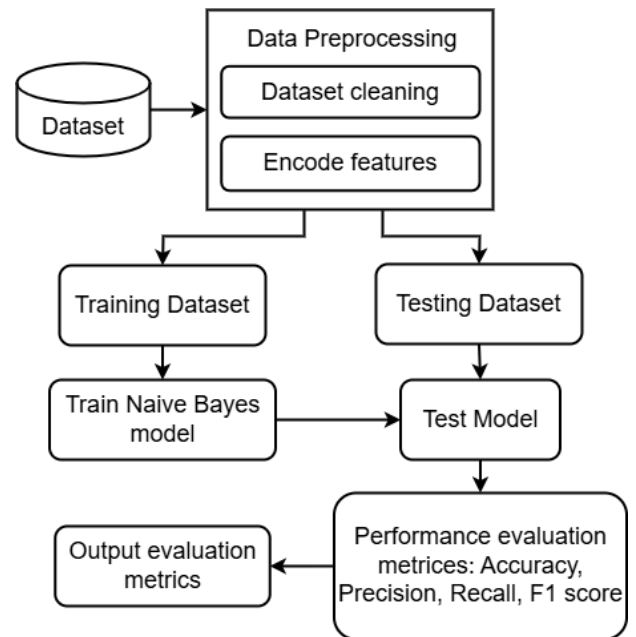 Data Preprocessing
Dataset cleaning
Dataset
Encode features
Training Dataset
Testing Dataset
Train Naive Bayes
model
Test Model
Performance evaluation
metrices: Accuracy,
Precision, Recall, F1 score
Output evaluation
metrics